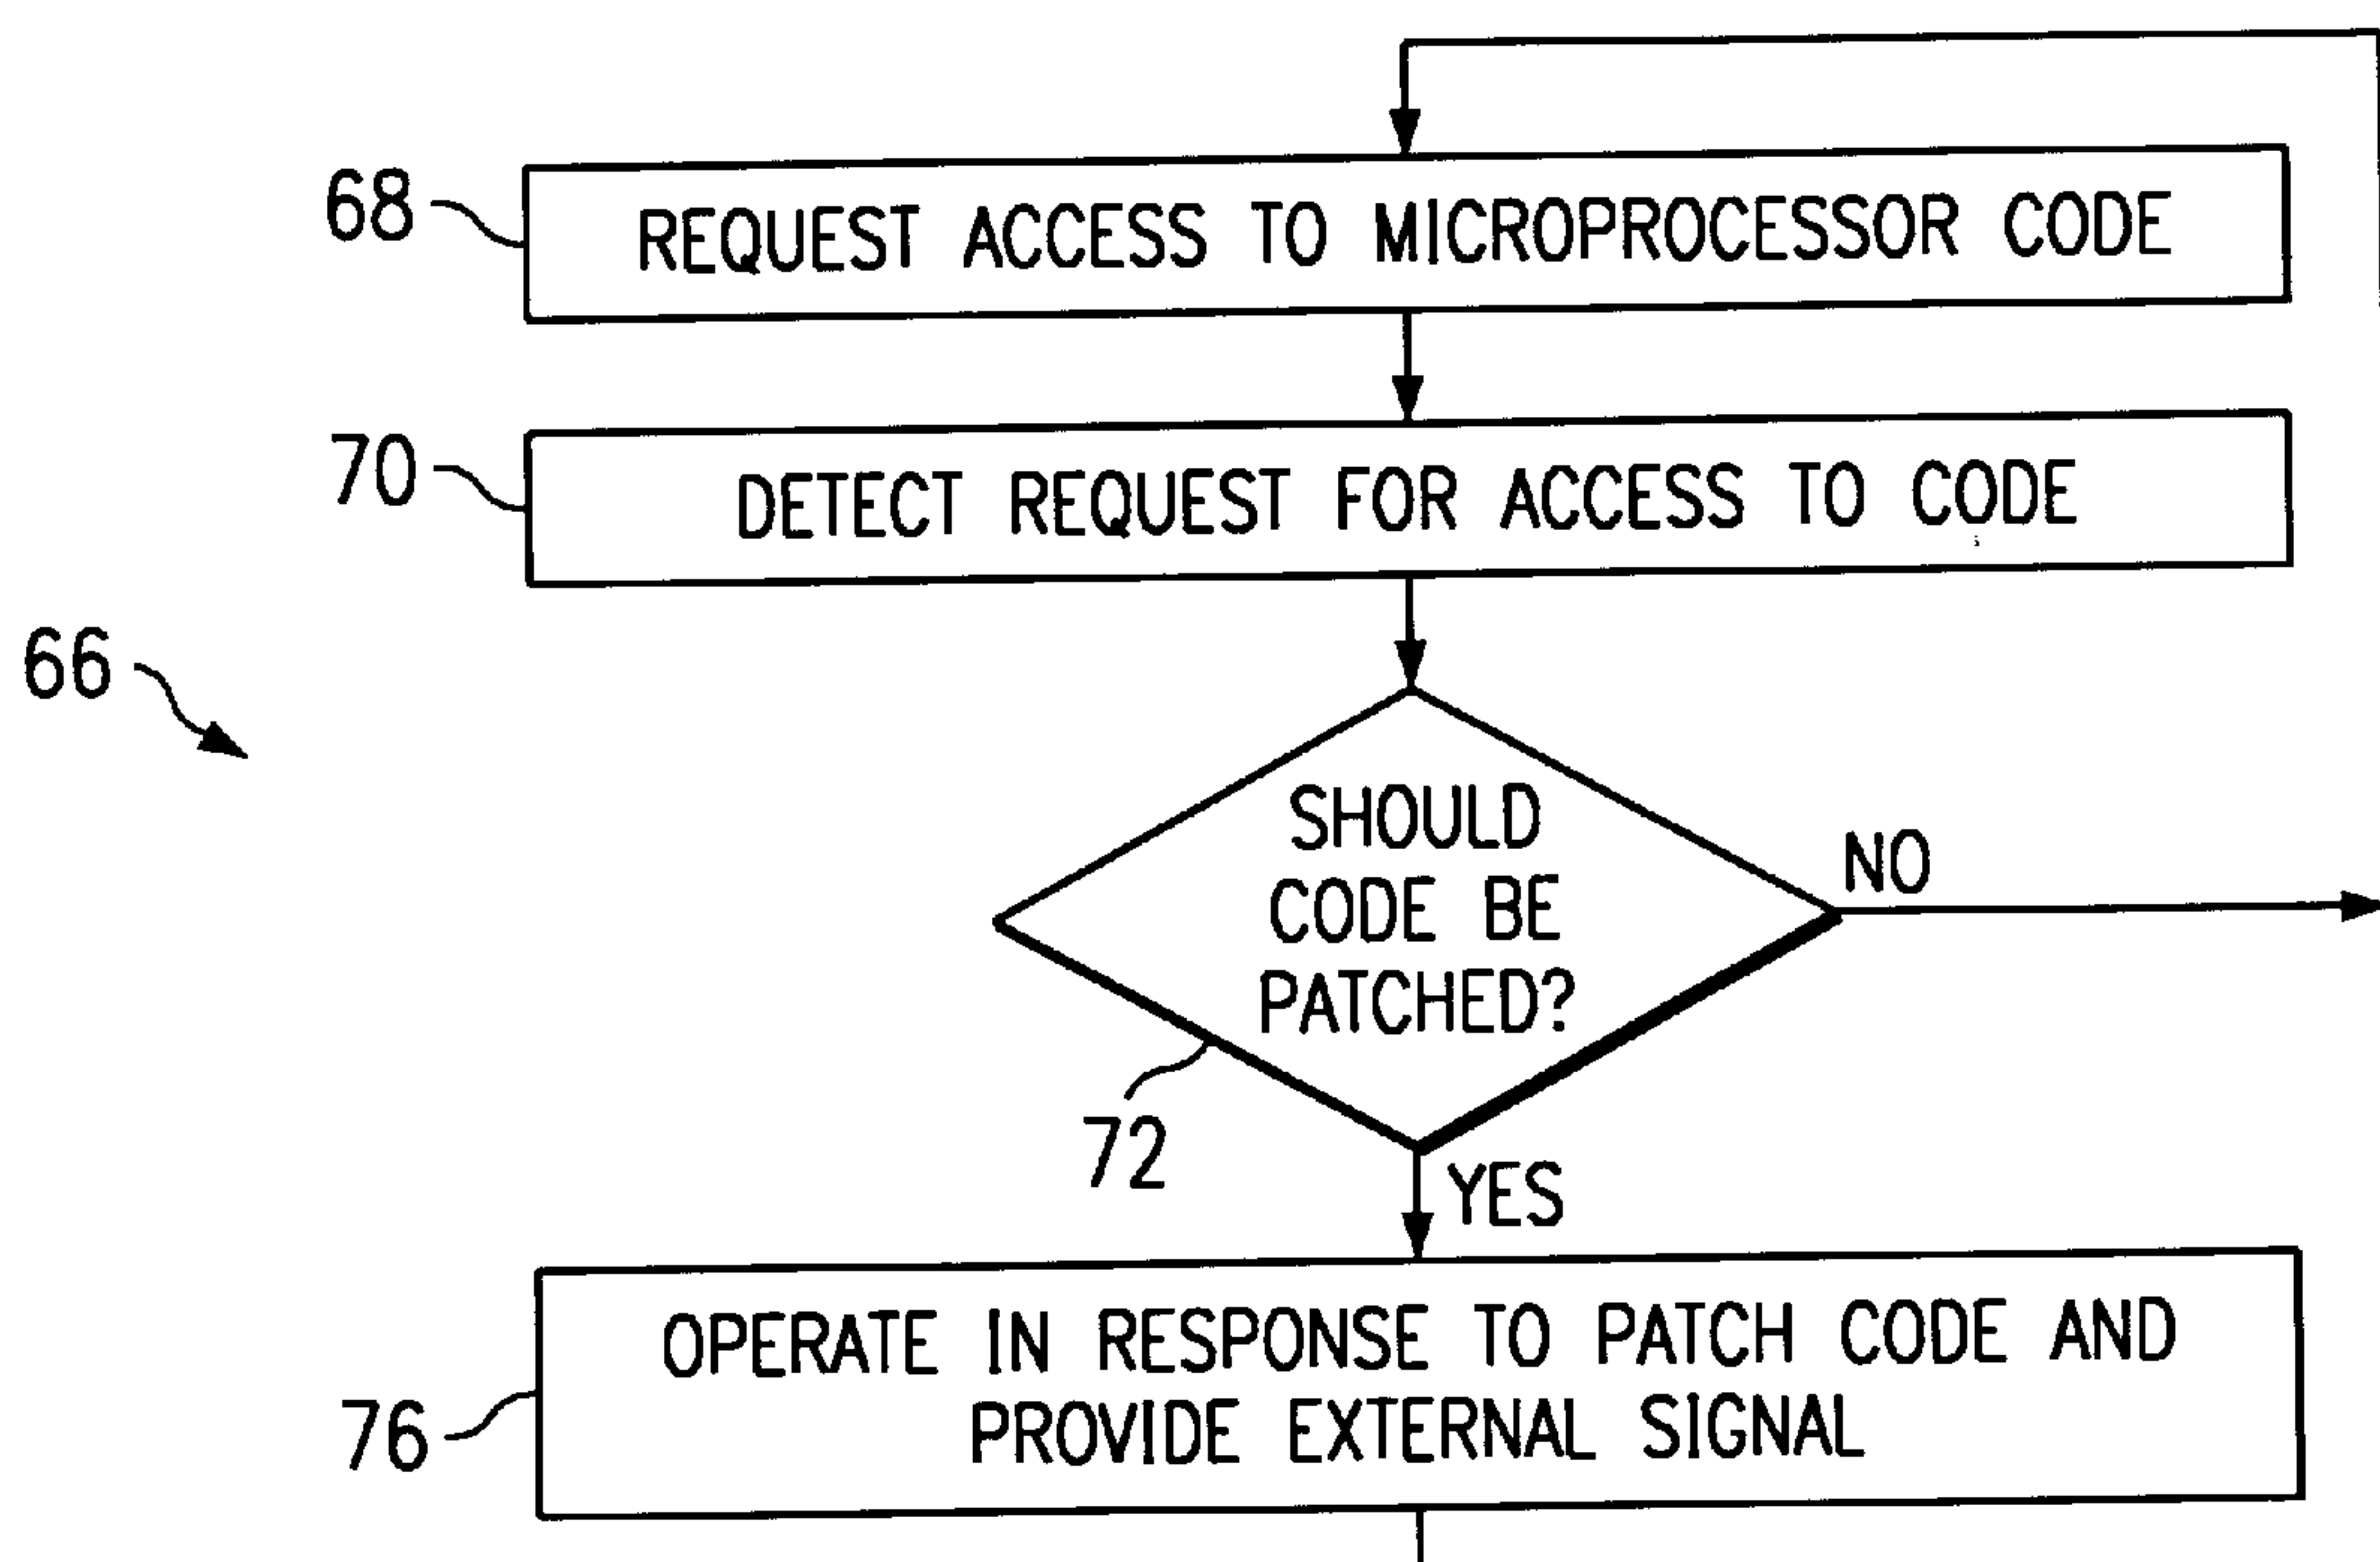 68
REQUEST ACCESS TO MICROPROCESSOR CODE
70
DETECT REQUEST FOR ACCESS TO CODE
66
SHOULD
CODE BE
PATCHED?
NO
72
YES
OPERATE IN RESPONSE TO PATCH CODE AND
PROVIDE EXTERNAL SIGNAL
76